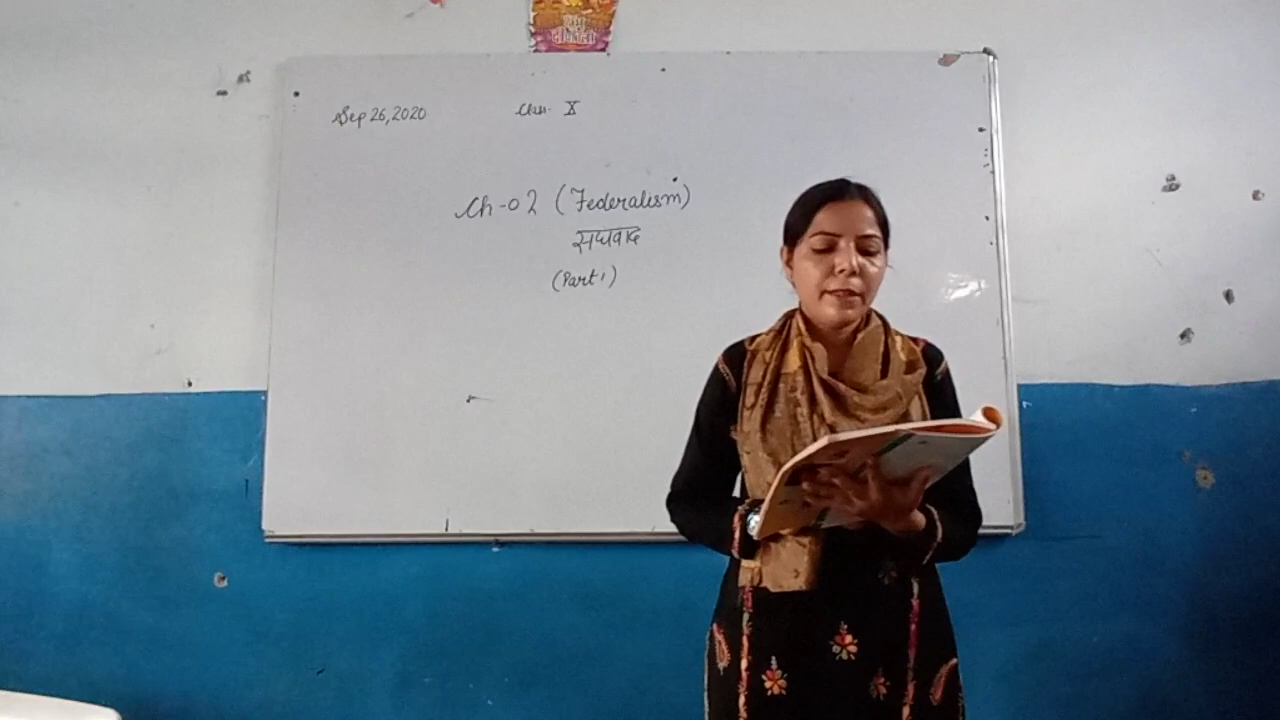 Sep 26, 2020 Class- X
Ch-02 (Federalism)
संघवाद
(Part 1)